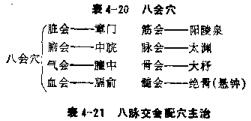 表4-20 八会穴
八会穴
脏会——章门 筋会——阳陵泉
腑会——中脘 脉会——太渊
气会——膻中 骨会——大杼
血会——膈俞 髓会——绝骨(悬钟)
表4-21 八脉交会配穴主治